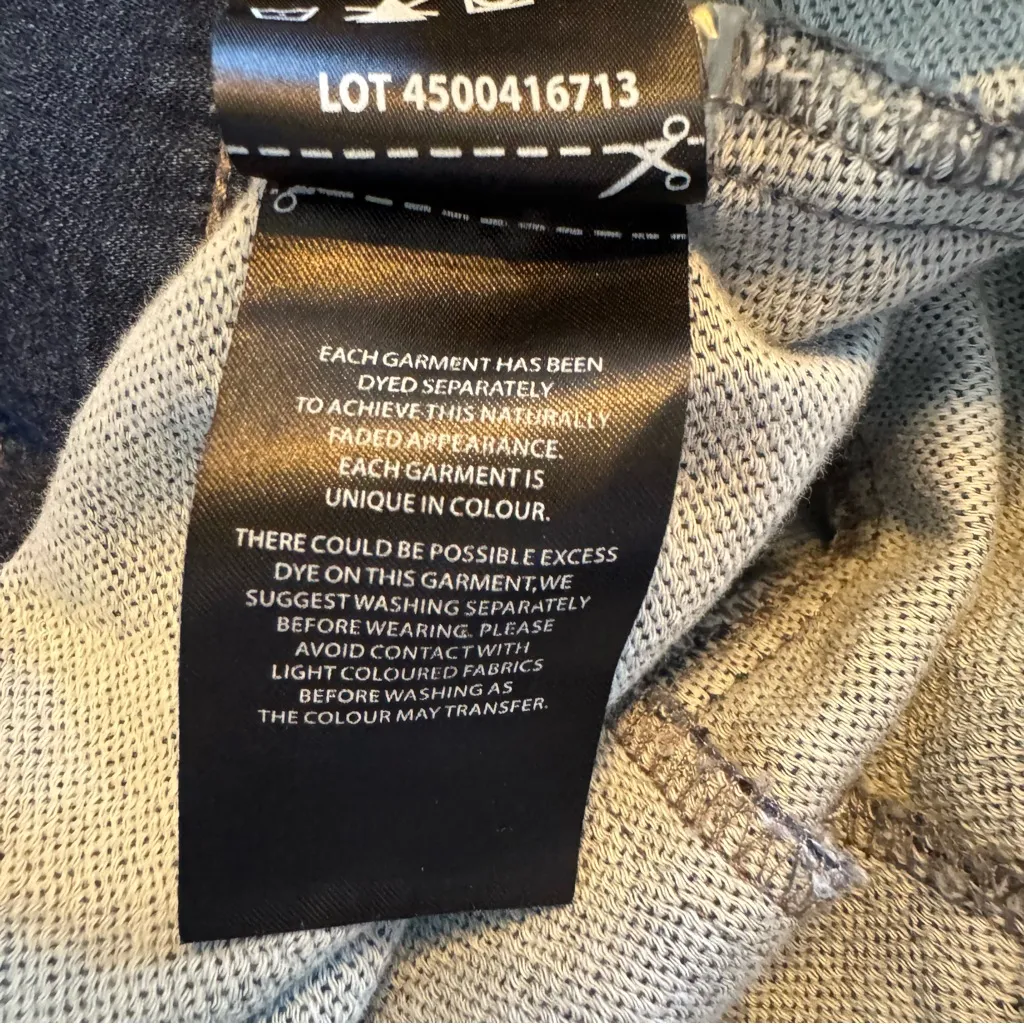 LOT 4500416713
EACH GARMENT HAS BEEN
DYED SEPARATELY
TO ACHIEVE THIS NATURALLY
FADED APPEARANCE.
EACH GARMENT IS
UNIQUE IN COLOUR.
THERE COULD BE POSSIBLE EXCESS
DYE ON THIS GARMENT, WE
SUGGEST WASHING SEPARATELY
BEFORE WEARING. PLEASE
AVOID CONTACT WITH
LIGHT COLOURED FABRICS
BEFORE WASHING AS
THE COLOUR MAY TRANSFER.